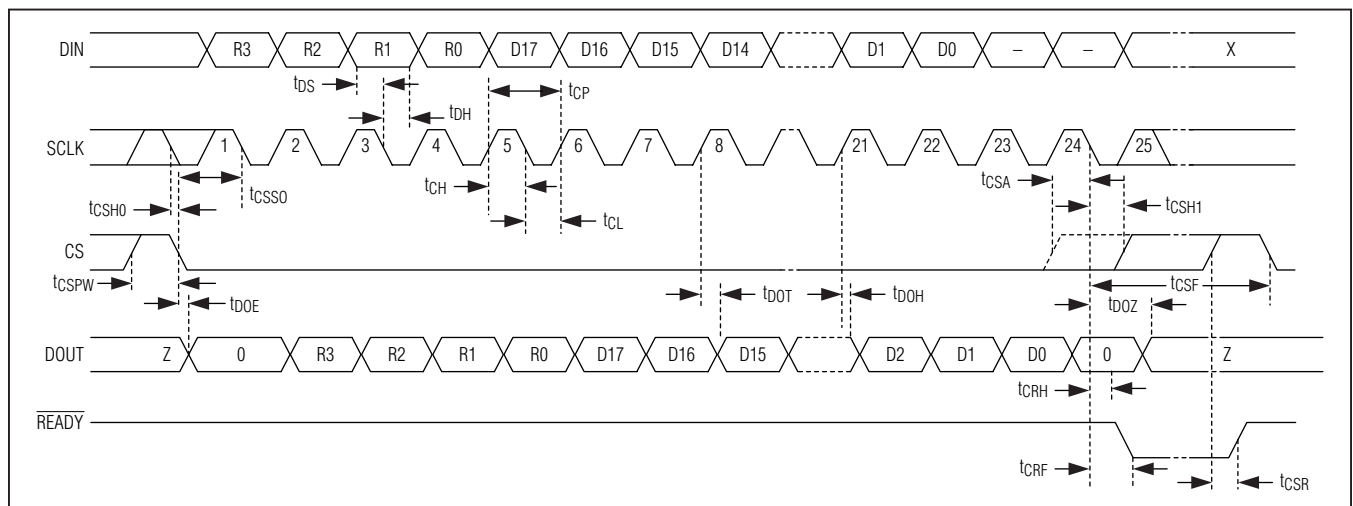 DIN R3 R2 R1 R0 D17 D16 D15 D14 D1 D0 – – X
tDS tDH tCP
SCLK 1 2 3 4 5 6 7 8 21 22 23 24 25
tCSH0 tCSSO tCH tCL tCSA tCSH1
CS
tCSPW tDOE tDOT tDOH tDOZ tCSF
DOUT Z 0 R3 R2 R1 R0 D17 D16 D15 D2 D1 D0 0 Z
tCRH
READY
tCRF tCSR